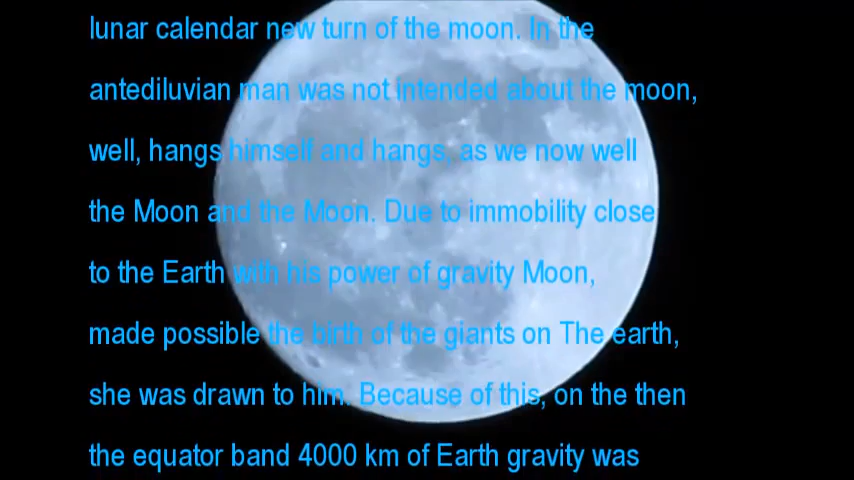 lunar calendar new turn of the moon. In the
antediluvian man was not intended about the moon,
well, hangs himself and hangs, as we now well
the Moon and the Moon. Due to immobility close
to the Earth with his power of gravity Moon,
made possible the birth of the giants on The earth,
she was drawn to him. Because of this, on the then
the equator band 4000 km of Earth gravity was